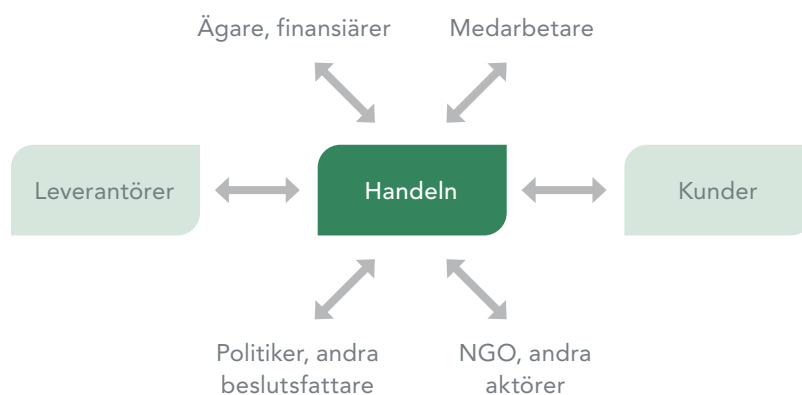 Ägare, finansiärer
Medarbetare
Leverantörer
Handeln
Kunder
Politiker, andra
beslutsfattare
NGO, andra
aktörer